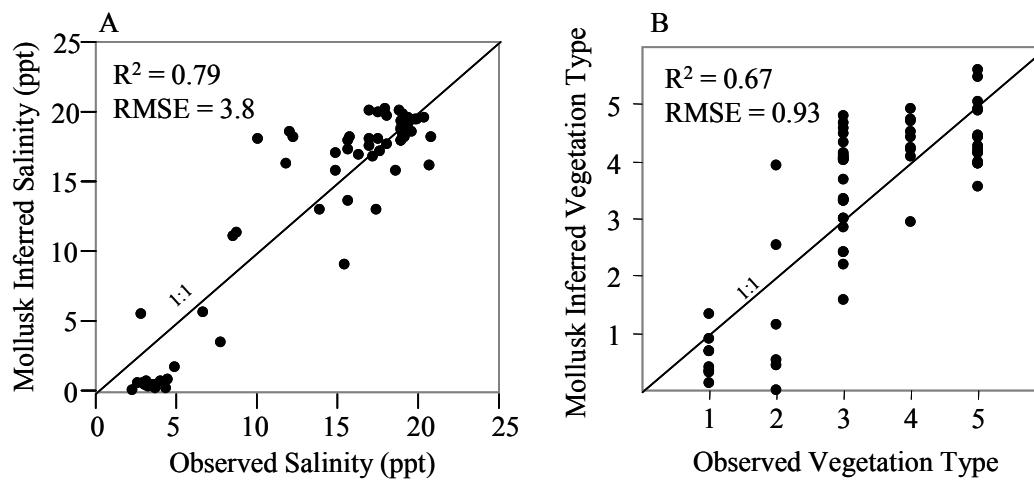 A
Mollusk Inferred Salinity (ppt)
R² = 0.79
RMSE = 3.8
25
20
15
10
5
0
1:1
0 5 10 15 20 25
Observed Salinity (ppt)
B
Mollusk Inferred Vegetation Type
R² = 0.67
RMSE = 0.93
5
4
3
2
1
1:1
1 2 3 4 5
Observed Vegetation Type